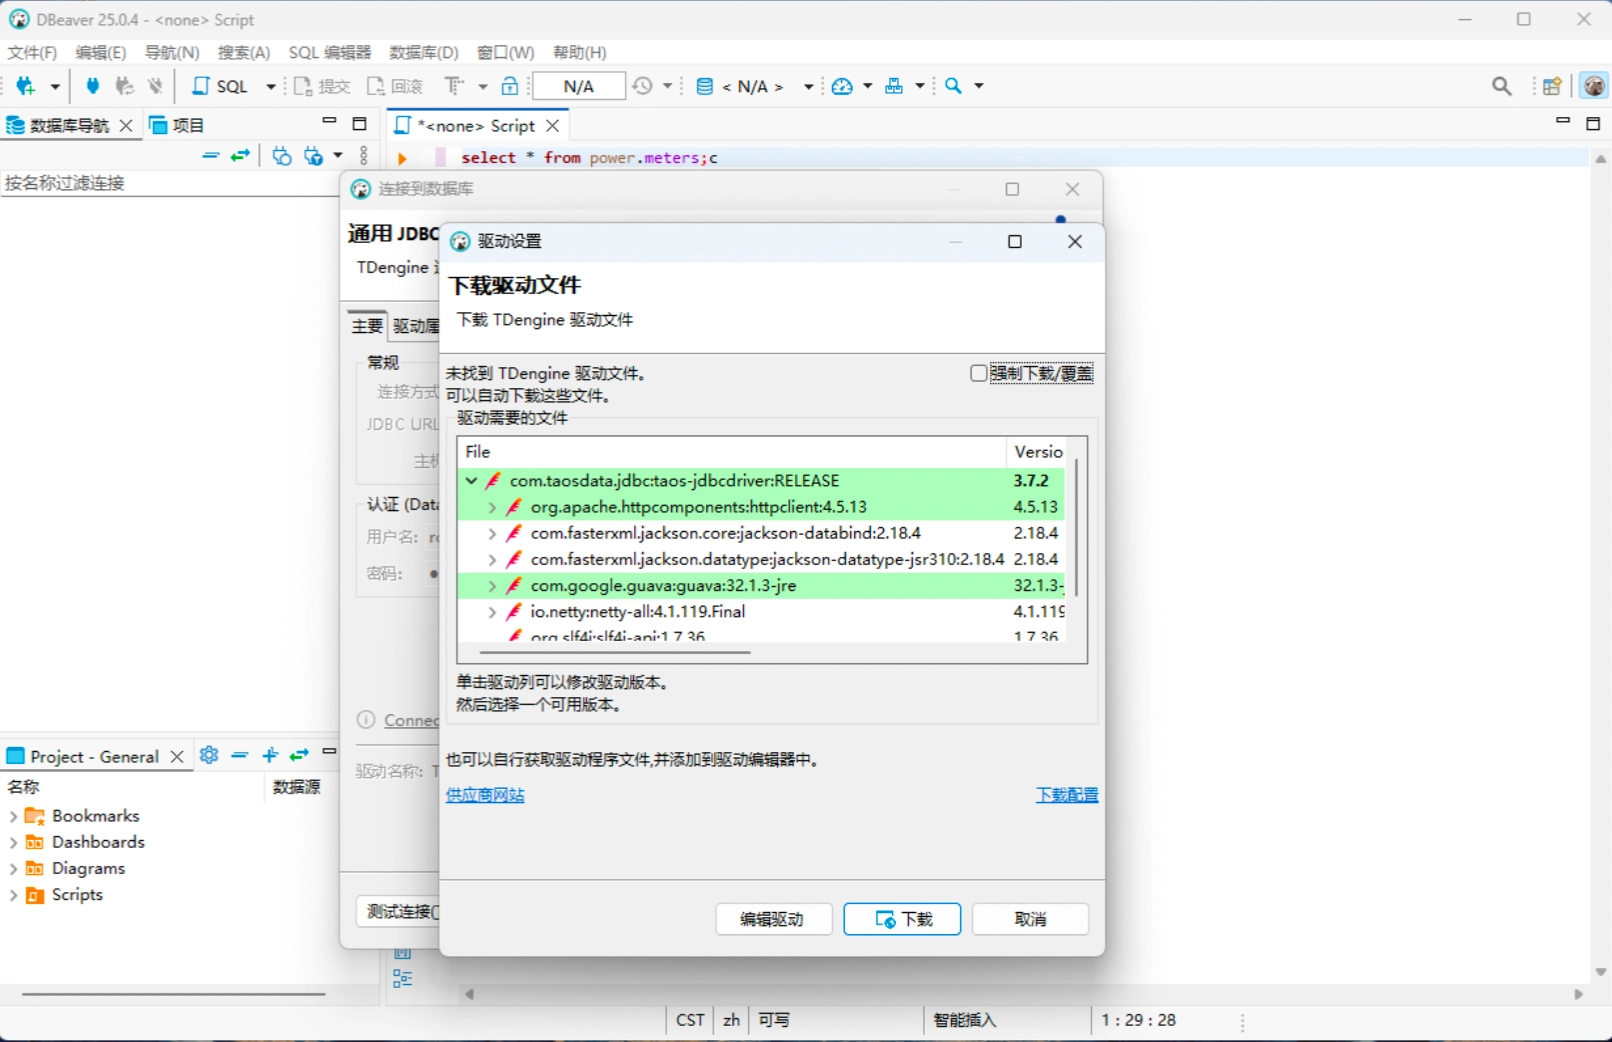 DBeaver 25.0.4 - <none> Script
文件(F) 编辑(E) 导航(N) 搜索(A) SQL 编辑器 数据库(D) 窗口(W) 帮助(H)
SQL 提交 回滚 N/A < N/A >
数据库导航 项目 *<none> Script
select * from power.meters;c
按名称过滤连接
连接到数据库
通用 JDBC
TDengine
主要 驱动属
常规
连接方式
JDBC URL
主机
认证 (Data
用户名:
密码:
Connec
驱动名称: T
测试连接(
驱动设置
下载驱动文件
下载 TDengine 驱动文件
未找到 TDengine 驱动文件。
强制下载/覆盖
可以自动下载这些文件。
驱动需要的文件
File Versio
com.taosdata.jdbc:taos-jdbcdriver:RELEASE 3.7.2
org.apache.httpcomponents:httpclient:4.5.13 4.5.13
com.fasterxml.jackson.core:jackson-databind:2.18.4 2.18.4
com.fasterxml.jackson.datatype:jackson-datatype-jsr310:2.18.4 2.18.4
com.google.guava:guava:32.1.3-jre 32.1.3-
io.netty:netty-all:4.1.119.Final 4.1.119
org.slf4j:slf4j-api:1.7.36 1.7.36
单击驱动列可以修改驱动版本。
然后选择一个可用版本。
也可以自行获取驱动程序文件,并添加到驱动编辑器中。
供应商网站 下载配置
编辑驱动 下载 取消
Project - General
名称 数据源
Bookmarks
Dashboards
Diagrams
Scripts
CST zh 可写 智能插入 1 : 29 : 28